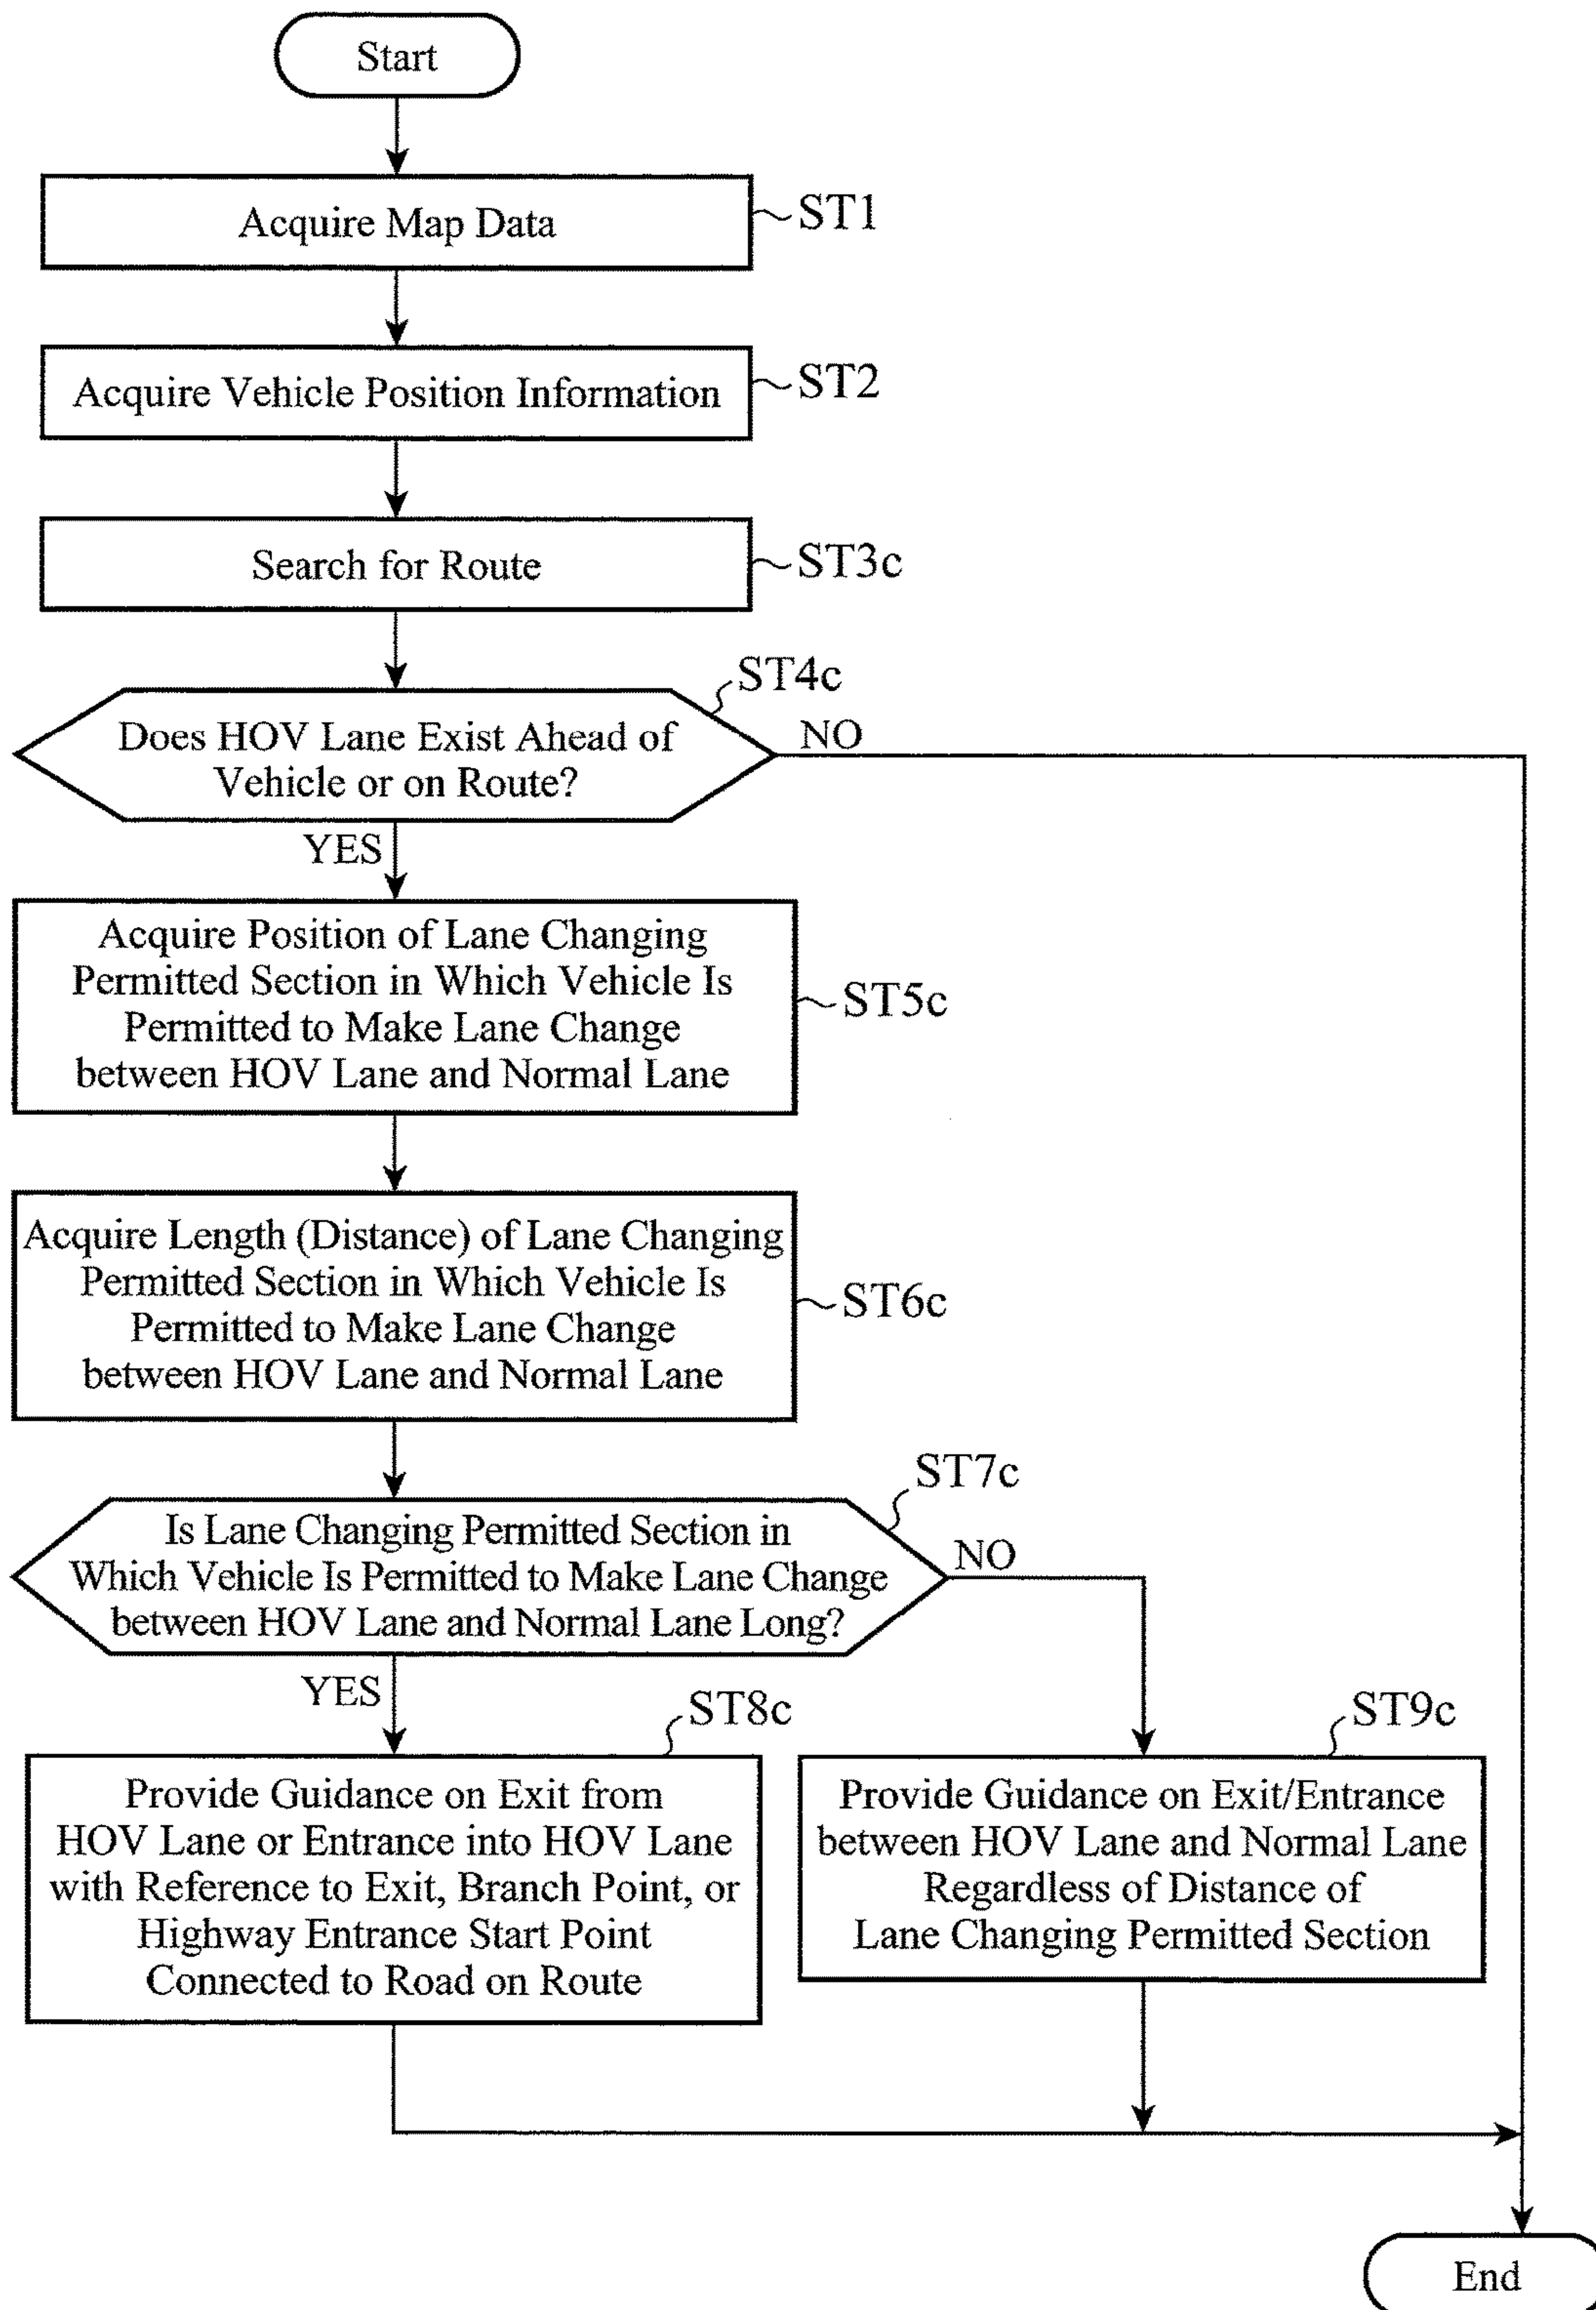 Start
Acquire Map Data
ST1
Acquire Vehicle Position Information
ST2
Search for Route
ST3c
ST4c
Does HOV Lane Exist Ahead of
Vehicle or on Route?
NO
YES
Acquire Position of Lane Changing
Permitted Section in Which Vehicle Is
Permitted to Make Lane Change
between HOV Lane and Normal Lane
ST5c
Acquire Length (Distance) of Lane Changing
Permitted Section in Which Vehicle Is
Permitted to Make Lane Change
between HOV Lane and Normal Lane
ST6c
ST7c
Is Lane Changing Permitted Section in
Which Vehicle Is Permitted to Make Lane Change
between HOV Lane and Normal Lane Long?
NO
YES
ST8c
Provide Guidance on Exit from
HOV Lane or Entrance into HOV Lane
with Reference to Exit, Branch Point, or
Highway Entrance Start Point
Connected to Road on Route
ST9c
Provide Guidance on Exit/Entrance
between HOV Lane and Normal Lane
Regardless of Distance of
Lane Changing Permitted Section
End